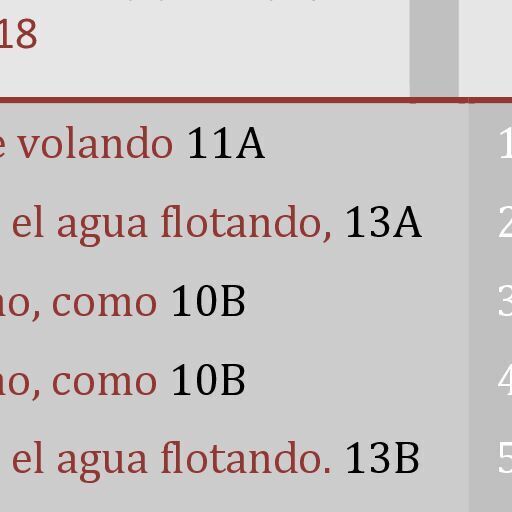 18
volando 11A
1
el agua flotando, 13A
2
no, como 10B
3
no, como 10B
4
el agua flotando. 13B
5